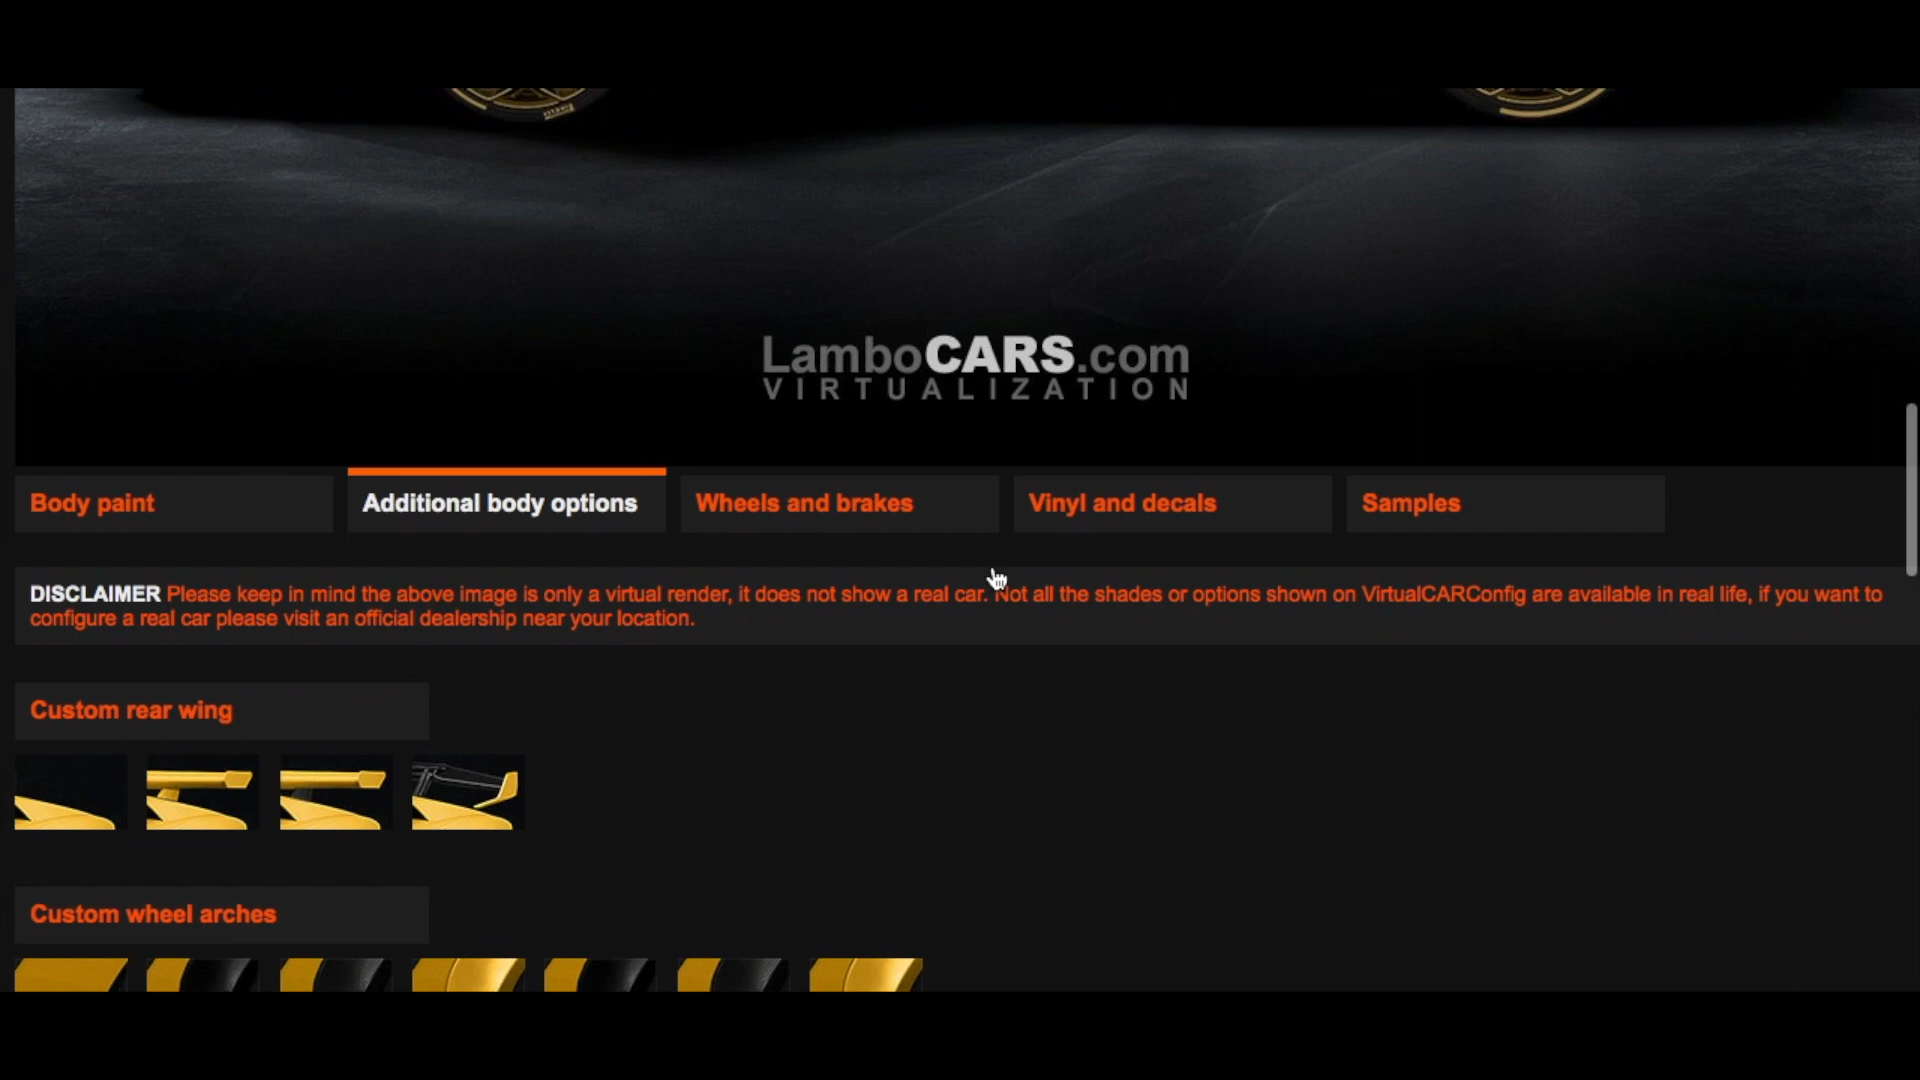 LamboCARS.com
VIRTUALIZATION
Body paint
Additional body options
Wheels and brakes
Vinyl and decals
Samples
DISCLAIMER Please keep in mind the above image is only a virtual render, it does not show a real car. Not all the shades or options shown on VirtualCARConfig are available in real life, if you want to
configure a real car please visit an official dealership near your location.
Custom rear wing
Custom wheel arches